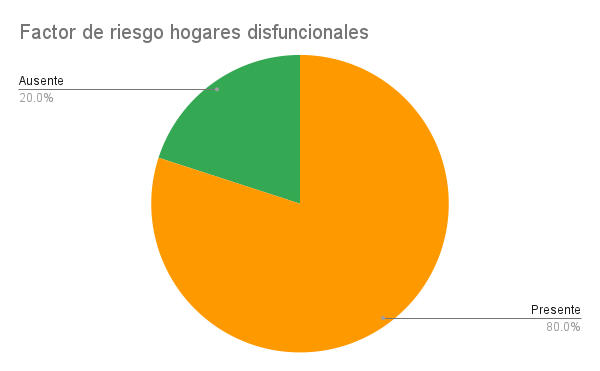 Factor de riesgo hogares disfuncionales
Ausente
20.0%
Presente
80.0%